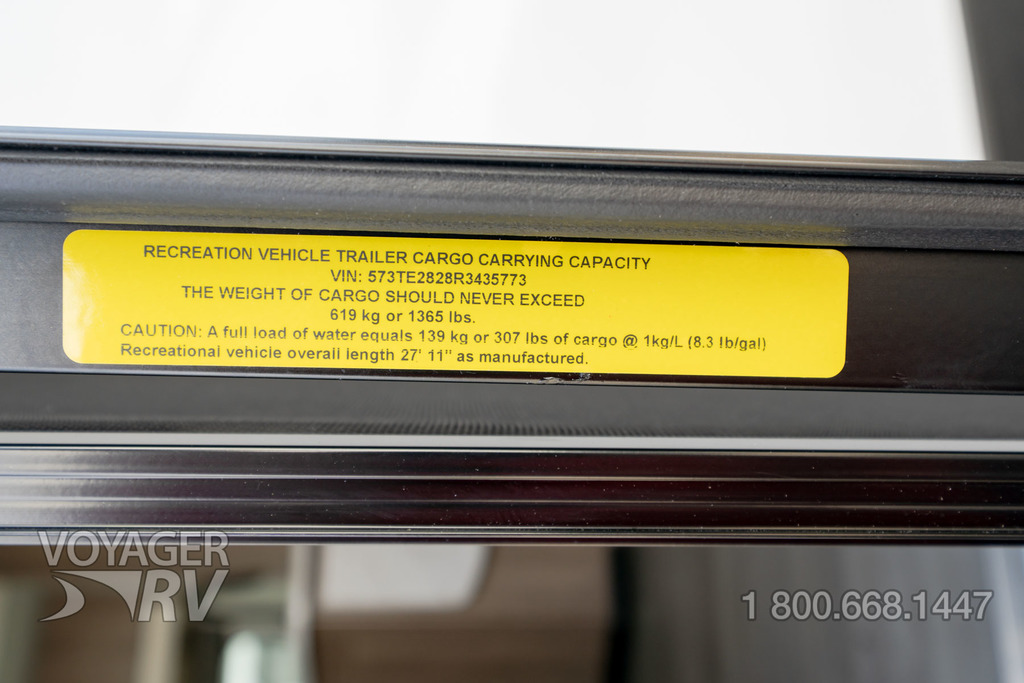 RECREATION VEHICLE TRAILER CARGO CARRYING CAPACITY
VIN: 573TE2828R3435773
THE WEIGHT OF CARGO SHOULD NEVER EXCEED
619 kg or 1365 lbs.
CAUTION: A full load of water equals 139 kg or 307 lbs of cargo @ 1kg/L (8.3 lb/gal)
Recreational vehicle overall length 27' 11" as manufactured.
VOYAGER
RV
1 800.668.1447